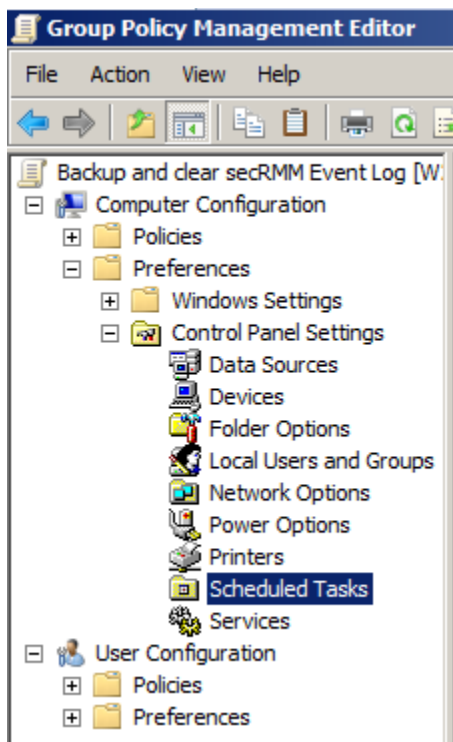 Group Policy Management Editor
File Action View Help
Backup and clear secRMM Event Log [W
Computer Configuration
Policies
Preferences
Windows Settings
Control Panel Settings
Data Sources
Devices
Folder Options
Local Users and Groups
Network Options
Power Options
Printers
Scheduled Tasks
Services
User Configuration
Policies
Preferences